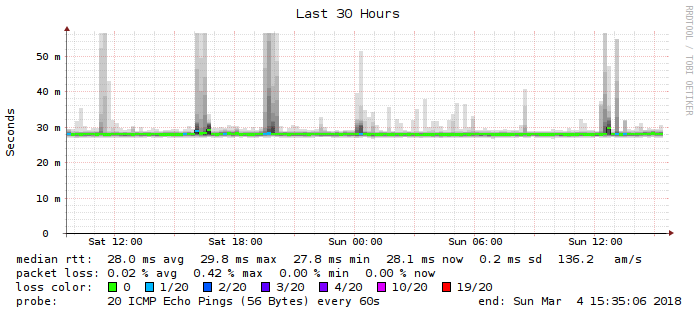 Last 30 Hours
RRDTOOL / TOBI OETIKER
Seconds
50 m
40 m
30 m
20 m
10 m
0
Sat 12:00 Sat 18:00 Sun 00:00 Sun 06:00 Sun 12:00
median rtt: 28.0 ms avg 29.8 ms max 27.8 ms min 28.1 ms now 0.2 ms sd 136.2 am/s
packet loss: 0.02 % avg 0.42 % max 0.00 % min 0.00 % now
loss color: 0 1/20 2/20 3/20 4/20 10/20 19/20
probe: 20 ICMP Echo Pings (56 Bytes) every 60s end: Sun Mar 4 15:35:06 2018